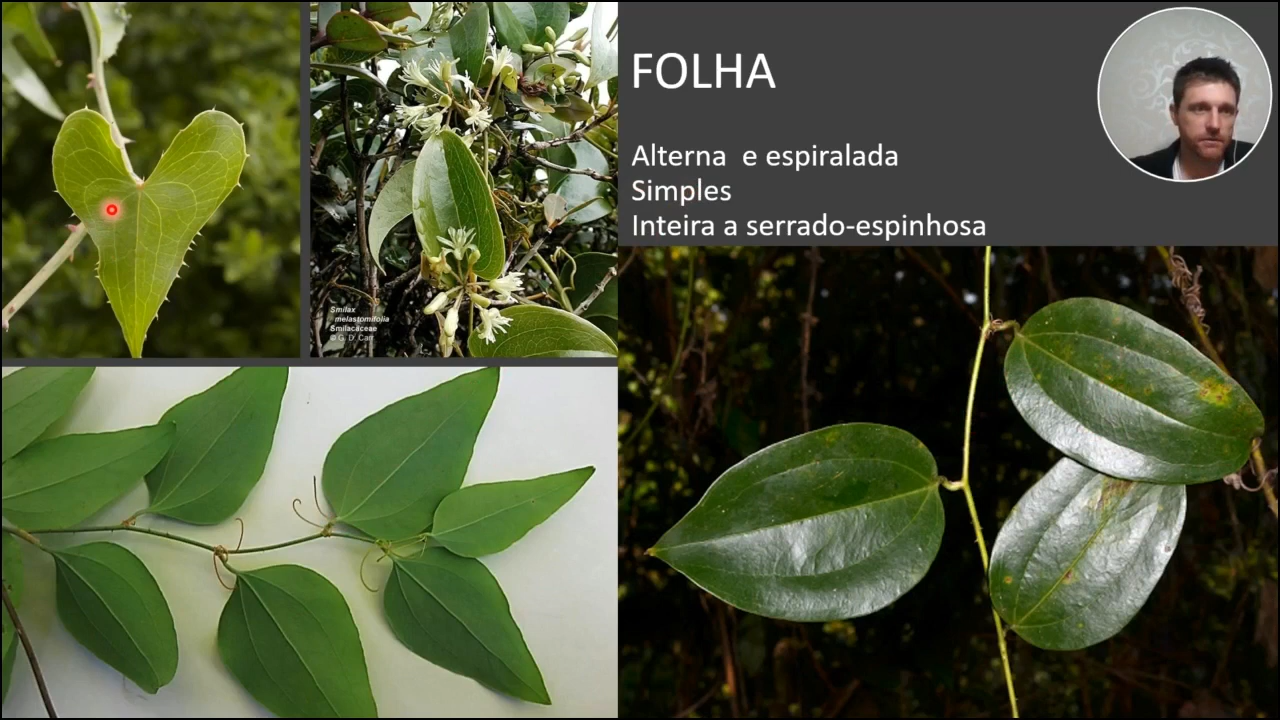 FOLHA
Alterna e espiralada
Simples
Inteira a serrado-espinhosa
Smilax
melastomifolia
Smilacaceae
© G. D. Carr